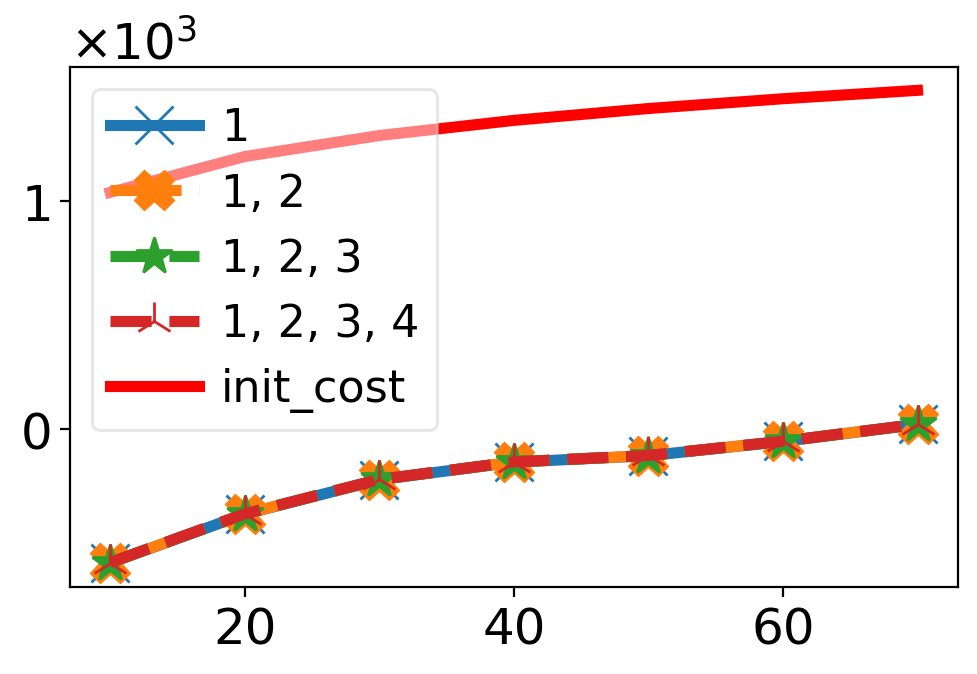 ×10³
1
1, 2
1, 2, 3
1, 2, 3, 4
init_cost
1
0
20
40
60